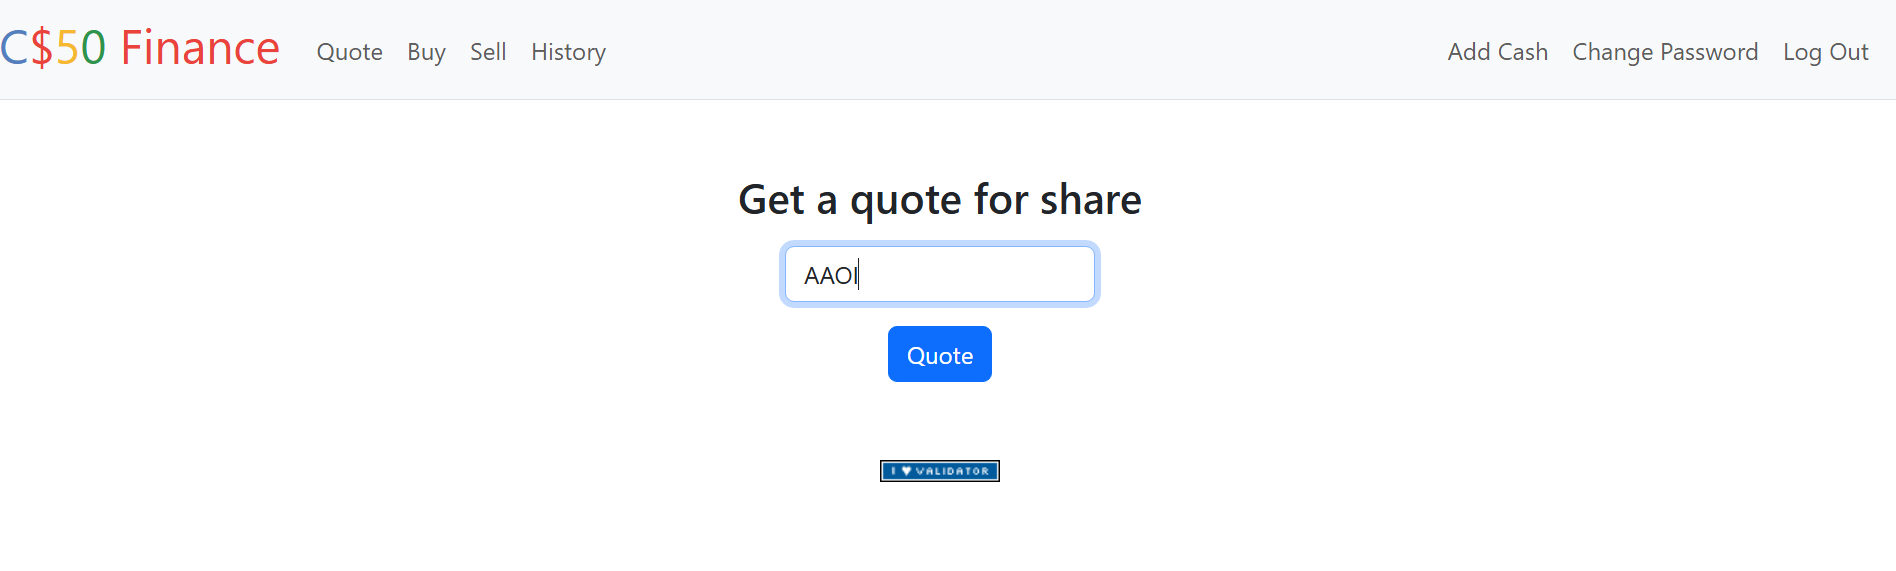 C$50 Finance Quote Buy Sell History Add Cash Change Password Log Out
Get a quote for share
AAOI
Quote
I ♥ VALIDATOR